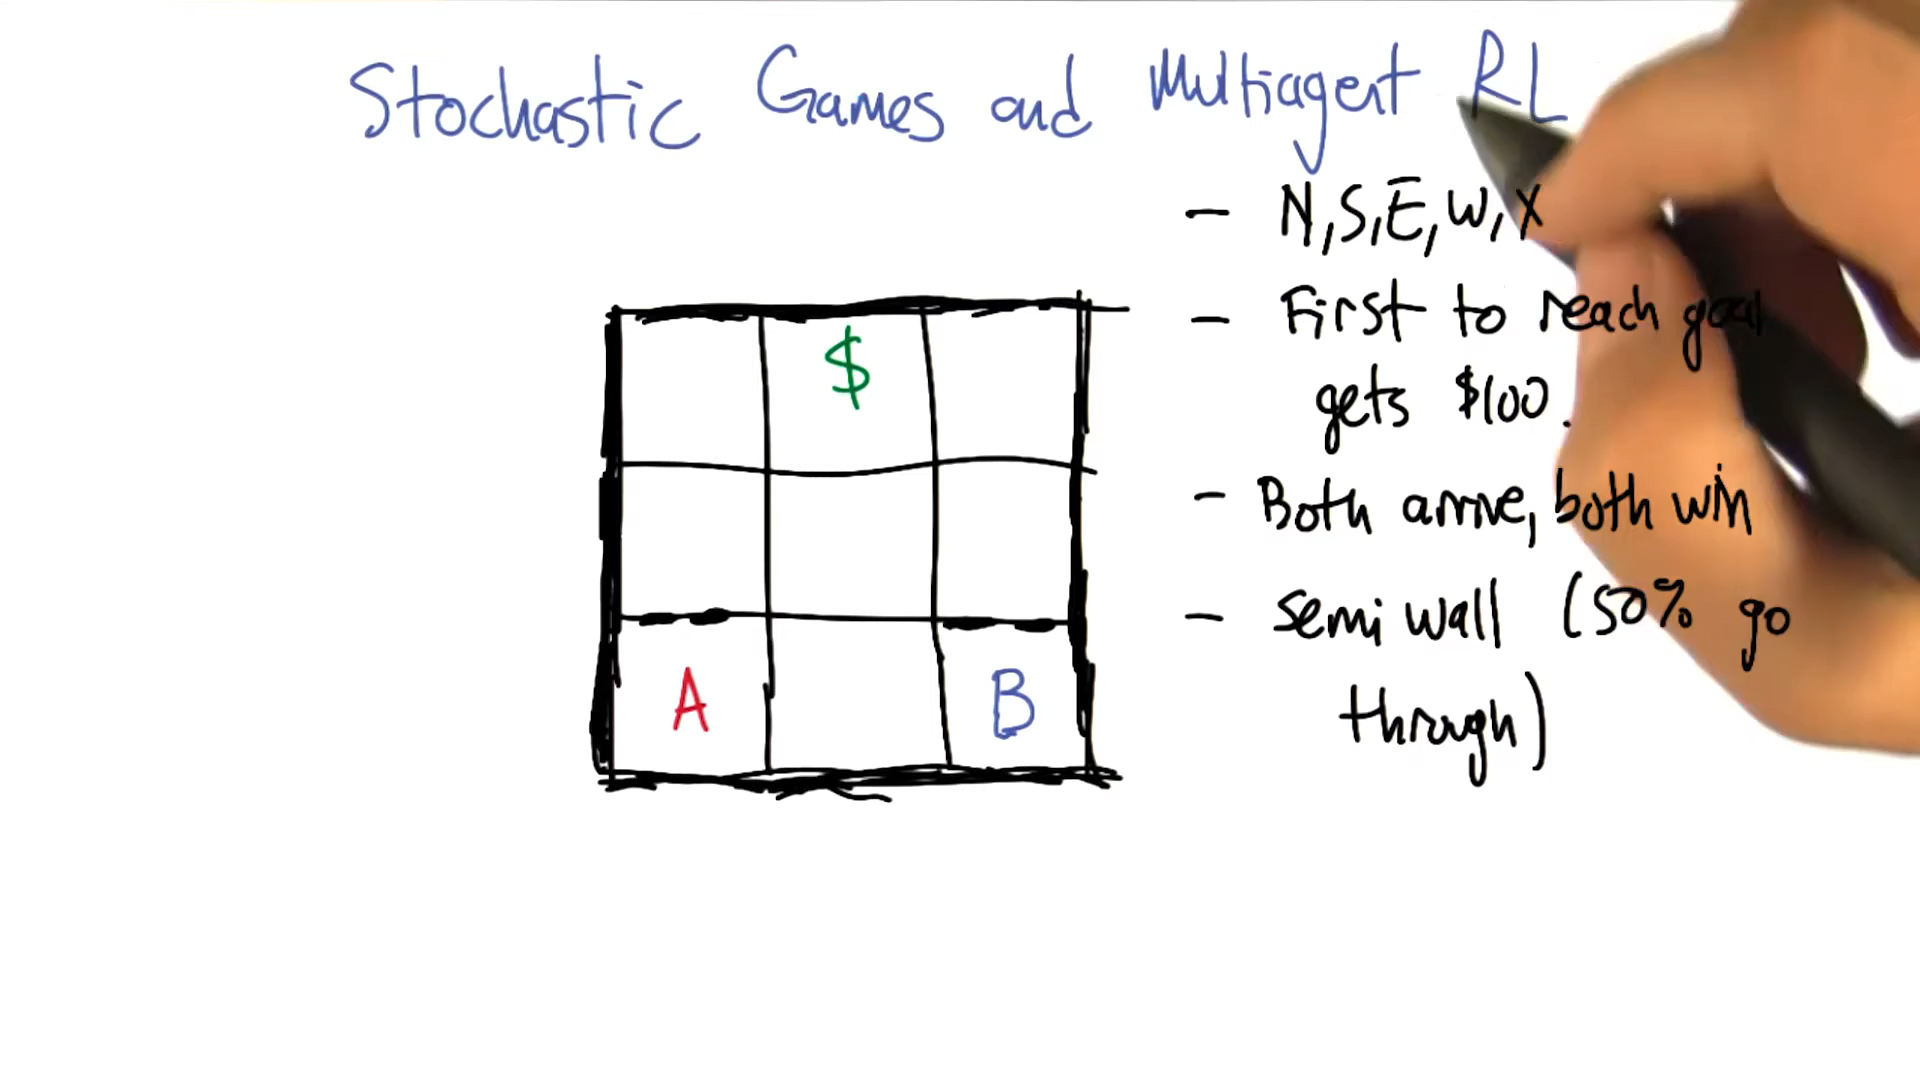 Stochastic Games and Multiagent RL
- N, S, E, W, X
- First to reach goal
gets $100.
$
- Both arrive, both win
- semi wall (50% go
through)
A B